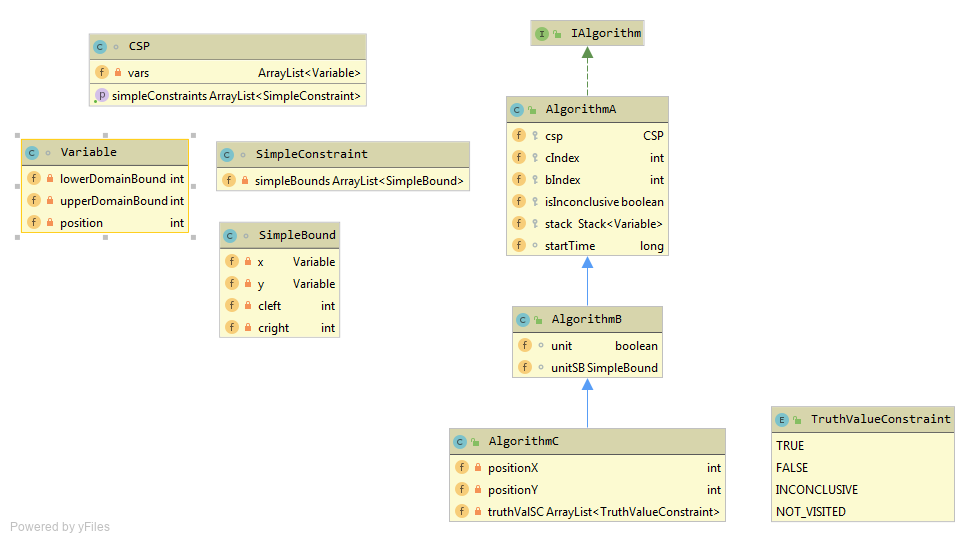 CSP
vars ArrayList<Variable>
simpleConstraints ArrayList<SimpleConstraint>
Variable
lowerDomainBound int
upperDomainBound int
position int
SimpleConstraint
simpleBounds ArrayList<SimpleBound>
SimpleBound
x Variable
y Variable
cleft int
cright int
IAlgorithm
AlgorithmA
csp CSP
cIndex int
bIndex int
isInconclusive boolean
stack Stack<Variable>
startTime long
AlgorithmB
unit boolean
unitSB SimpleBound
AlgorithmC
positionX int
positionY int
truthValSC ArrayList<TruthValueConstraint>
TruthValueConstraint
TRUE
FALSE
INCONCLUSIVE
NOT_VISITED
Powered by yFiles